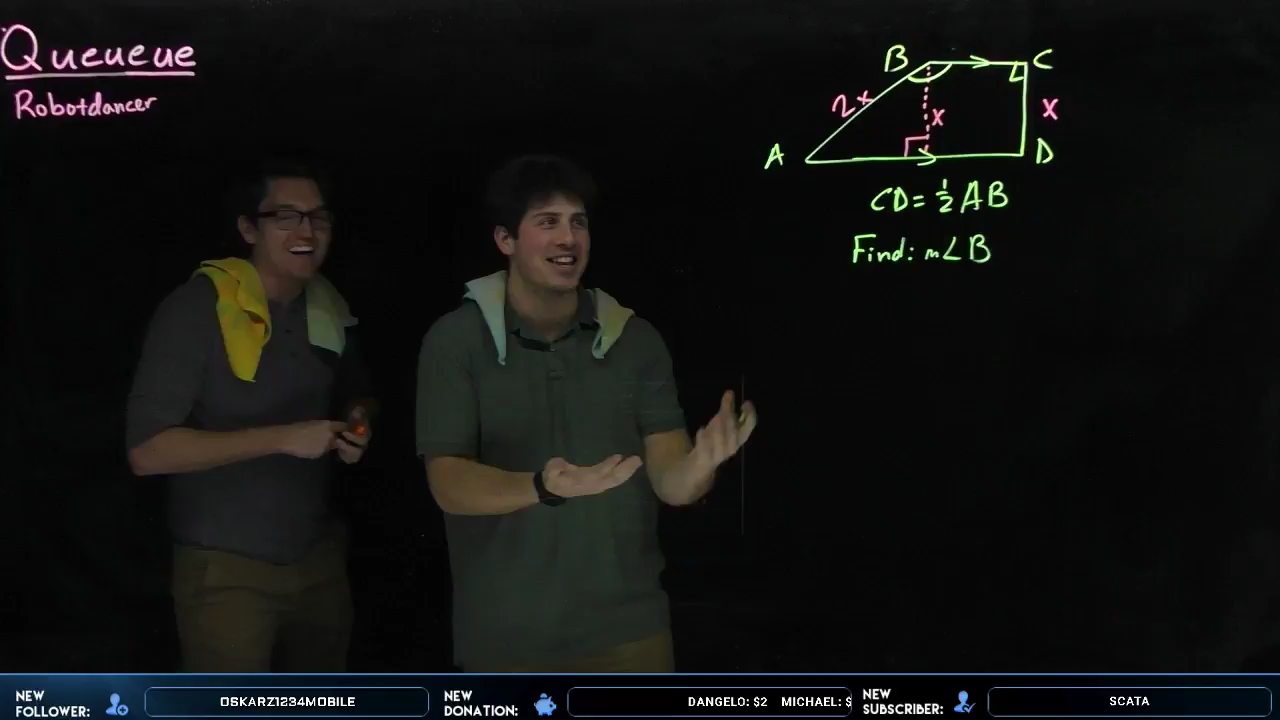 Queueue
Robotdancer
B
C
2x
x
x
A
D
CD = 1/2 AB
Find: m∠B
NEW FOLLOWER:
OSKARZ1234MOBILE
NEW DONATION:
DANGELO: $2 MICHAEL: $
NEW SUBSCRIBER:
SCATA